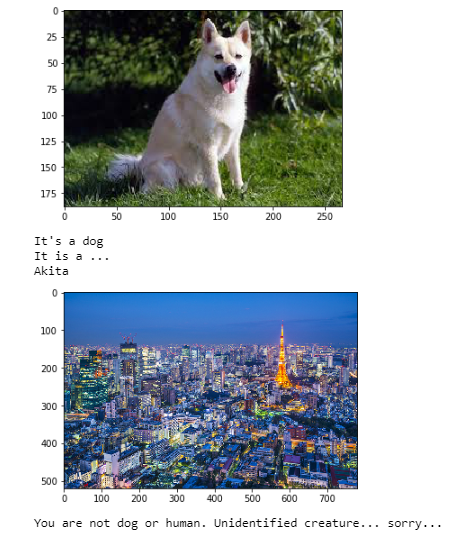 0
25
50
75
100
125
150
175
0 50 100 150 200 250
It's a dog
It is a ...
Akita
0
100
200
300
400
500
0 100 200 300 400 500 600 700
You are not dog or human. Unidentified creature... sorry...